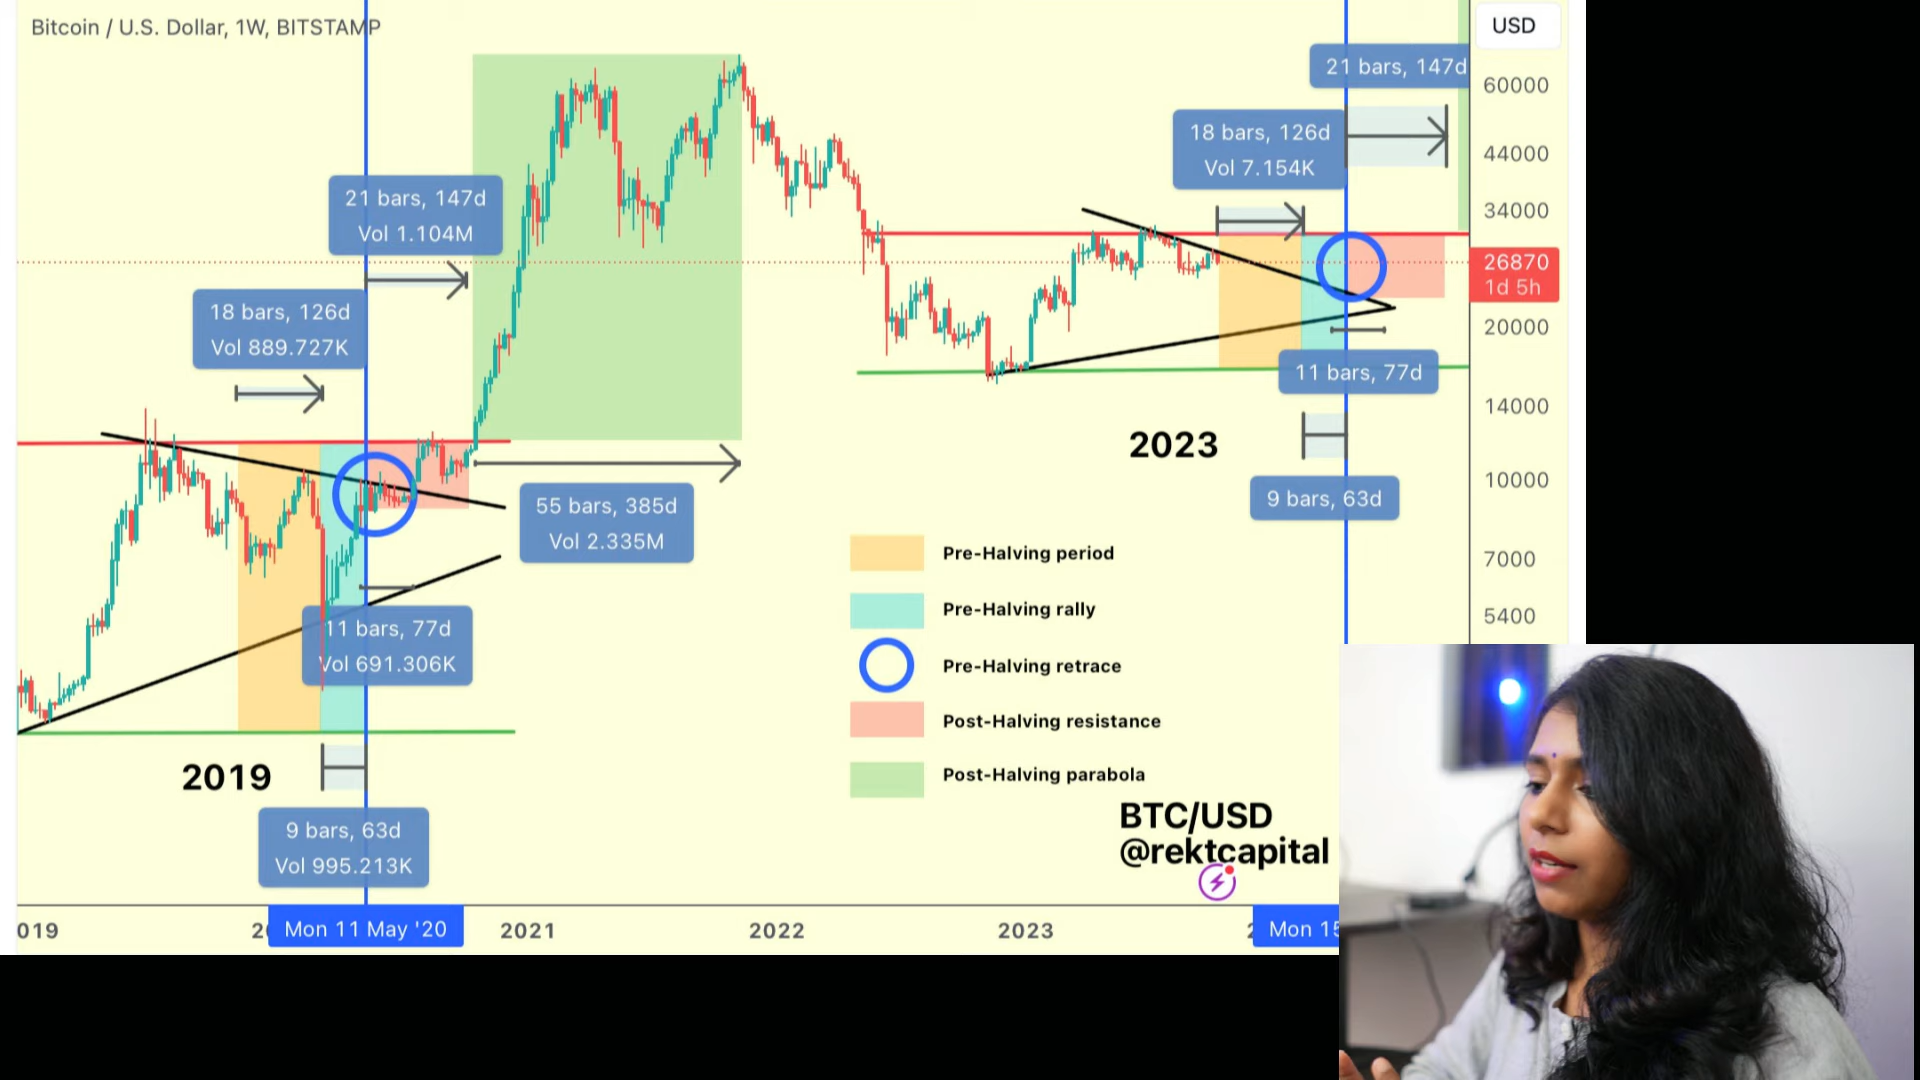 Bitcoin / U.S. Dollar, 1W, BITSTAMP
USD
21 bars, 147d
60000
18 bars, 126d
Vol 7.154K
44000
21 bars, 147d
Vol 1.104M
34000
26870
1d 5h
18 bars, 126d
Vol 889.727K
20000
11 bars, 77d
14000
2023
10000
9 bars, 63d
55 bars, 385d
Vol 2.335M
7000
Pre-Halving period
Pre-Halving rally
5400
11 bars, 77d
Vol 691.306K
Pre-Halving retrace
Post-Halving resistance
2019
Post-Halving parabola
BTC/USD
@rektcapital
9 bars, 63d
Vol 995.213K
019
Mon 11 May '20
2021
2022
2023
Mon 15